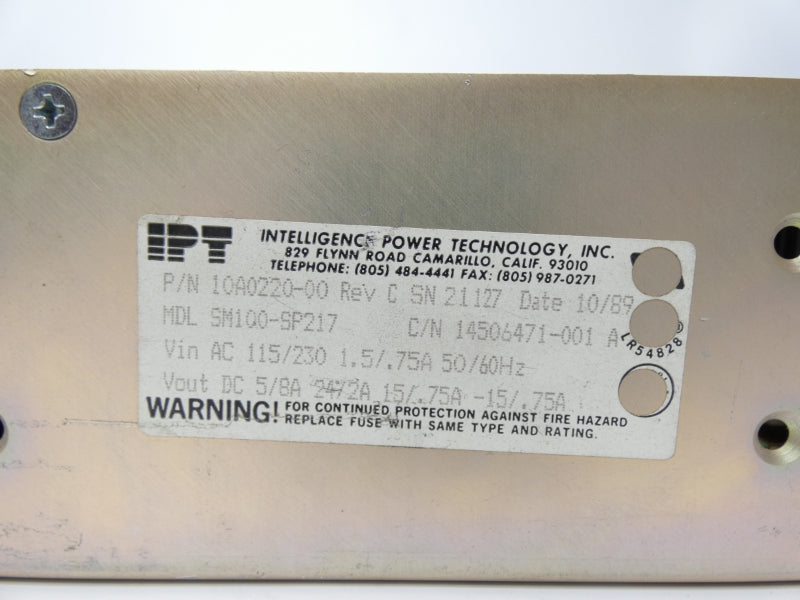 IPT
INTELLIGENCE POWER TECHNOLOGY, INC.
829 FLYNN ROAD CAMARILLO, CALIF. 93010
TELEPHONE: (805) 484-4441 FAX: (805) 987-0271
P/N 10A0220-00 Rev C SN 21127 Date 10/89
MDL SM100-SP217 C/N 14506471-001 A
Vin AC 115/230 1.5/.75A 50/60Hz
Vout DC 5/8A 24/2A 15/.75A -15/.75A
LR54828
WARNING! FOR CONTINUED PROTECTION AGAINST FIRE HAZARD
REPLACE FUSE WITH SAME TYPE AND RATING.